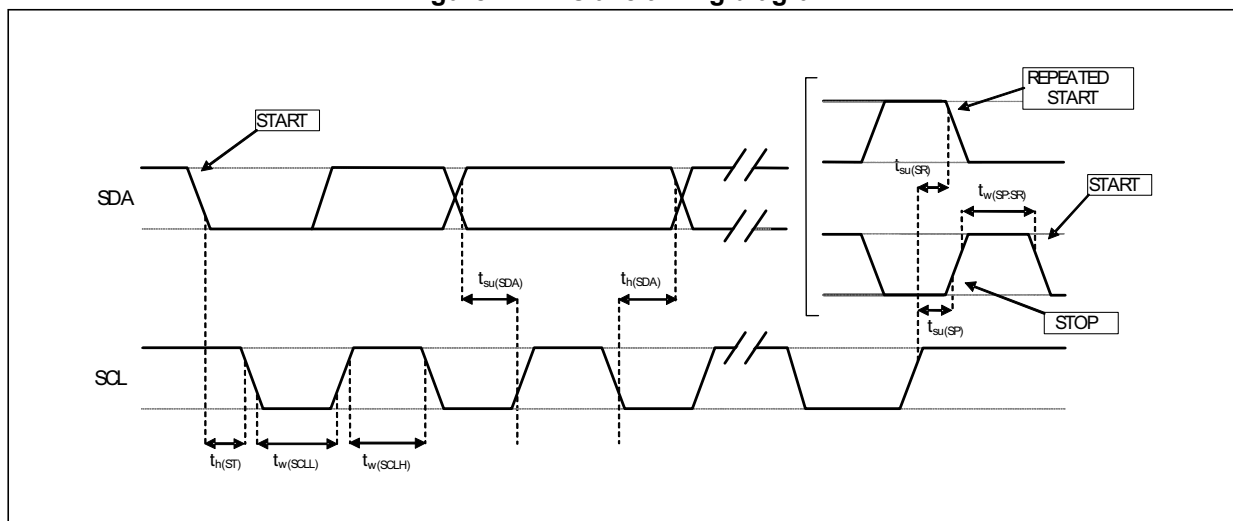 REPEATED
START
START
SDA
tsu(SR)
tw(SP:SR)
START
tsu(SDA)
th(SDA)
tsu(SP)
STOP
SCL
th(ST)
tw(SCLL)
tw(SCLH)